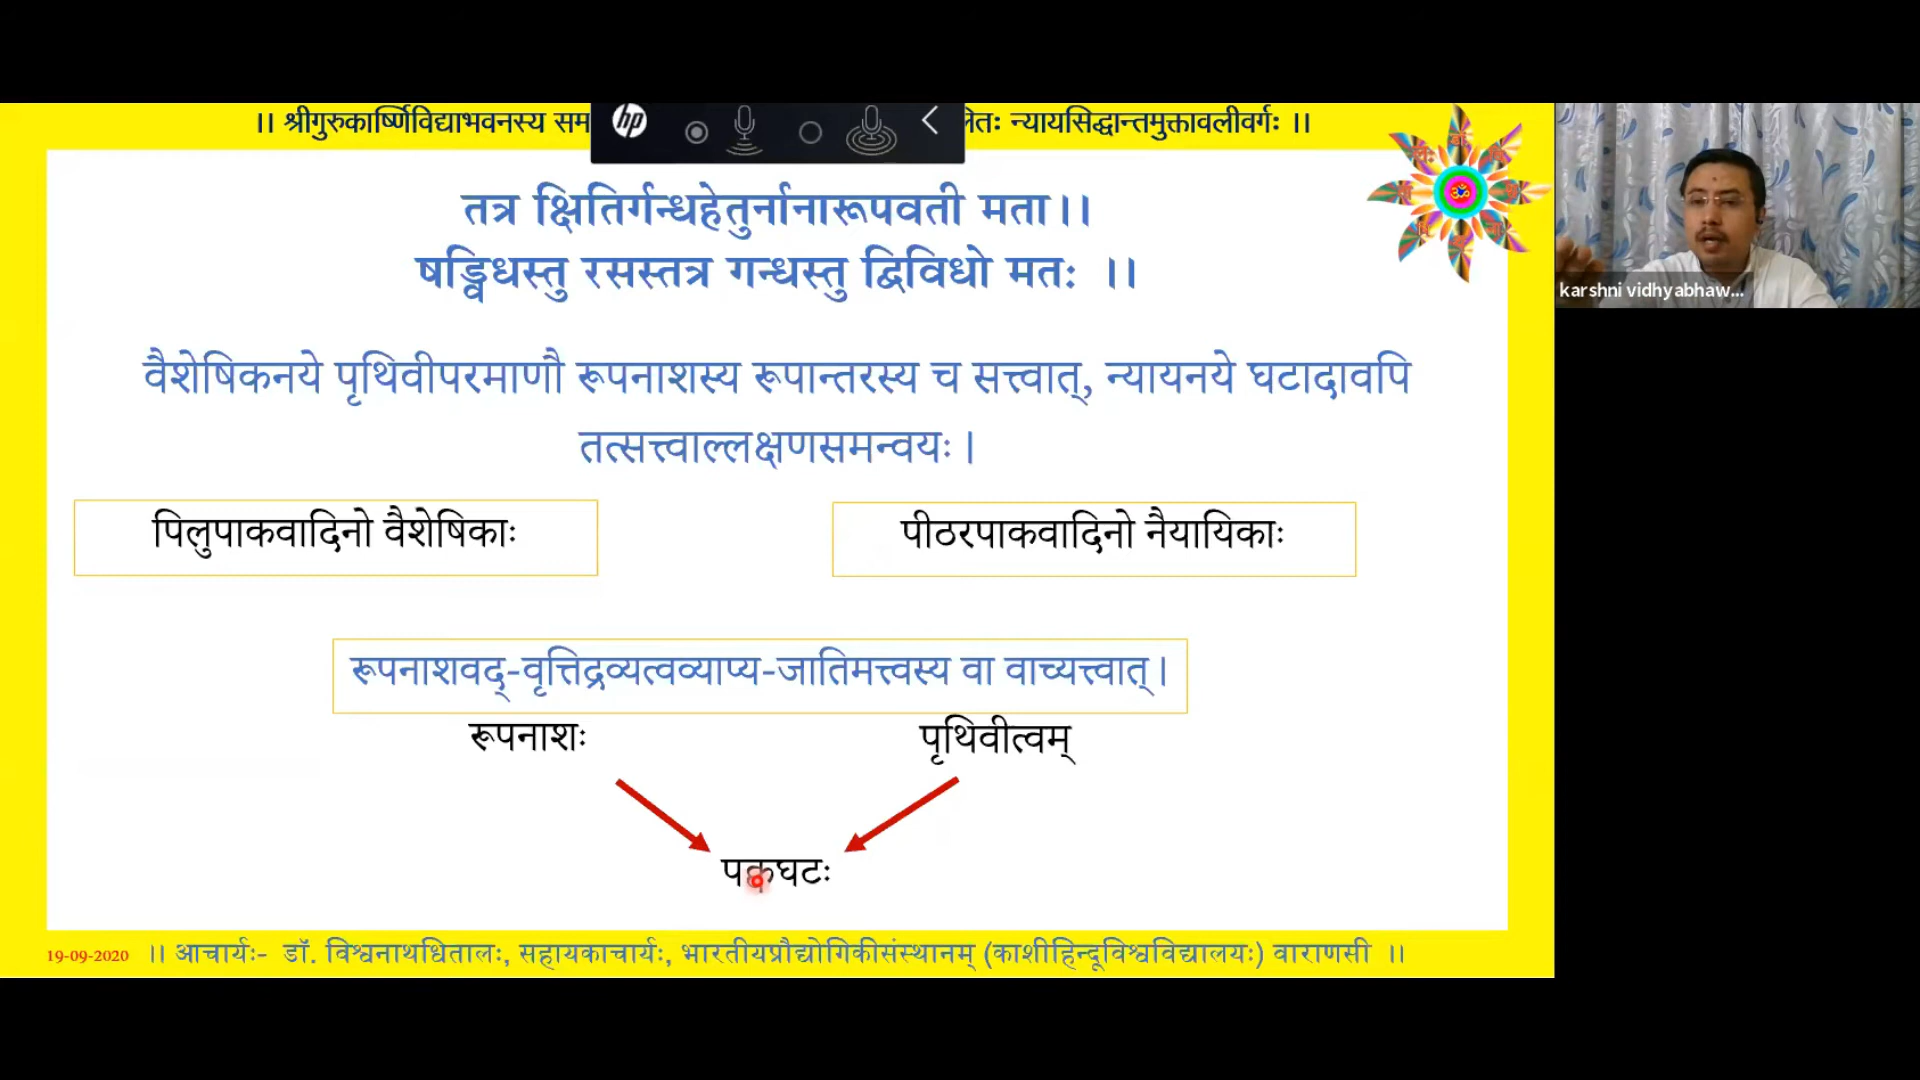 ।। श्रीगुरुकार्ष्णिविद्याभवनस्य न्यायसिद्धान्तमुक्तावलीवर्गः ।।
hp
तत्र क्षितिर्गन्धहेतुर्नानारूपवती मता।।
षड्विधस्तु रसस्तत्र गन्धस्तु द्विविधो मतः ।।
karshni vidhyabhaw...
वैशेषिकनये पृथिवीपरमाणौ रूपनाशस्य रूपान्तरस्य च सत्त्वात्, न्यायनये घटादावपि
तत्सत्त्वाल्लक्षणसमन्वयः ।
पिलुपाकवादिनो वैशेषिकाः
पीठरपाकवादिनो नैयायिकाः
रूपनाशवद्-वृत्तिद्रव्यत्वव्याप्य-जातिमत्त्वस्य वा वाच्यत्त्वात्।
रूपनाशः
पृथिवीत्वम्
पक्वघटः
19-09-2020 ।। आचार्यः- डॉ. विश्वनाथधितालः, सहायकाचार्यः, भारतीयप्रौद्योगिकीसंस्थानम् (काशीहिन्दूविश्वविद्यालयः) वाराणसी ।।